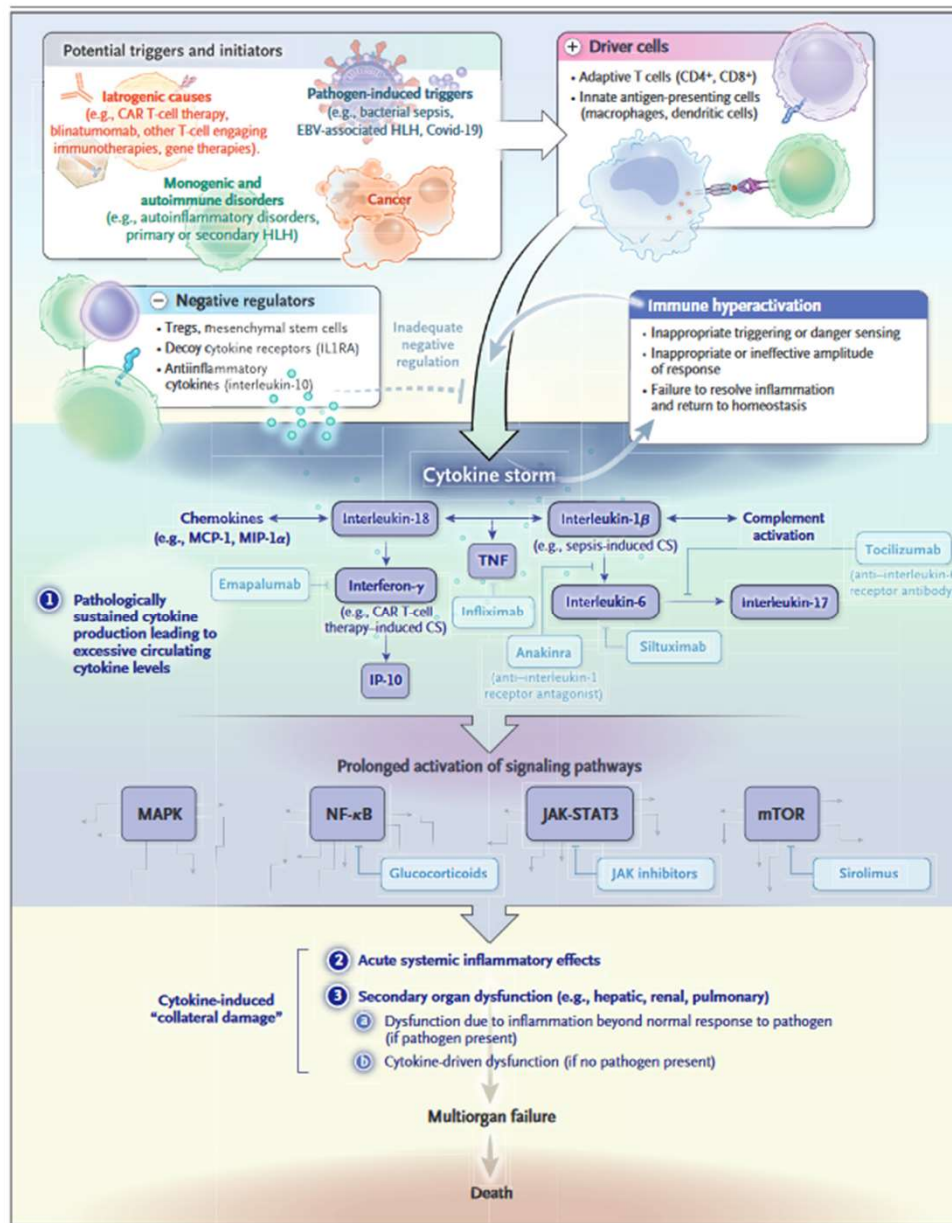 Potential triggers and initiators
Iatrogenic causes
(e.g., CAR T-cell therapy,
blinatumomab, other T-cell engaging
immunotherapies, gene therapies).
Pathogen-induced triggers
(e.g., bacterial sepsis,
EBV-associated HLH, Covid-19)
Monogenic and
autoimmune disorders
(e.g., autoinflammatory disorders,
primary or secondary HLH)
Cancer
+ Driver cells
• Adaptive T cells (CD4+, CD8+)
• Innate antigen-presenting cells
(macrophages, dendritic cells)
− Negative regulators
• Tregs, mesenchymal stem cells
• Decoy cytokine receptors (IL1RA)
• Antiinflammatory
cytokines (interleukin-10)
Inadequate
negative
regulation
Immune hyperactivation
• Inappropriate triggering or danger sensing
• Inappropriate or ineffective amplitude
of response
• Failure to resolve inflammation
and return to homeostasis
Cytokine storm
Chemokines
(e.g., MCP-1, MIP-1α)
Interleukin-18
TNF
Interleukin-1β
(e.g., sepsis-induced CS)
Complement
activation
Tocilizumab
(anti–interleukin-6
receptor antibody)
Emapalumab
Interferon-γ
(e.g., CAR T-cell
therapy–induced CS)
Infliximab
Interleukin-6
Interleukin-17
1 Pathologically
sustained cytokine
production leading to
excessive circulating
cytokine levels
Anakinra
(anti–interleukin-1
receptor antagonist)
Siltuximab
IP-10
Prolonged activation of signaling pathways
MAPK
NF-κB
JAK-STAT3
mTOR
Glucocorticoids
JAK inhibitors
Sirolimus
Cytokine-induced
“collateral damage”
2 Acute systemic inflammatory effects
3 Secondary organ dysfunction (e.g., hepatic, renal, pulmonary)
a Dysfunction due to inflammation beyond normal response to pathogen
(if pathogen present)
b Cytokine-driven dysfunction (if no pathogen present)
Multiorgan failure
Death